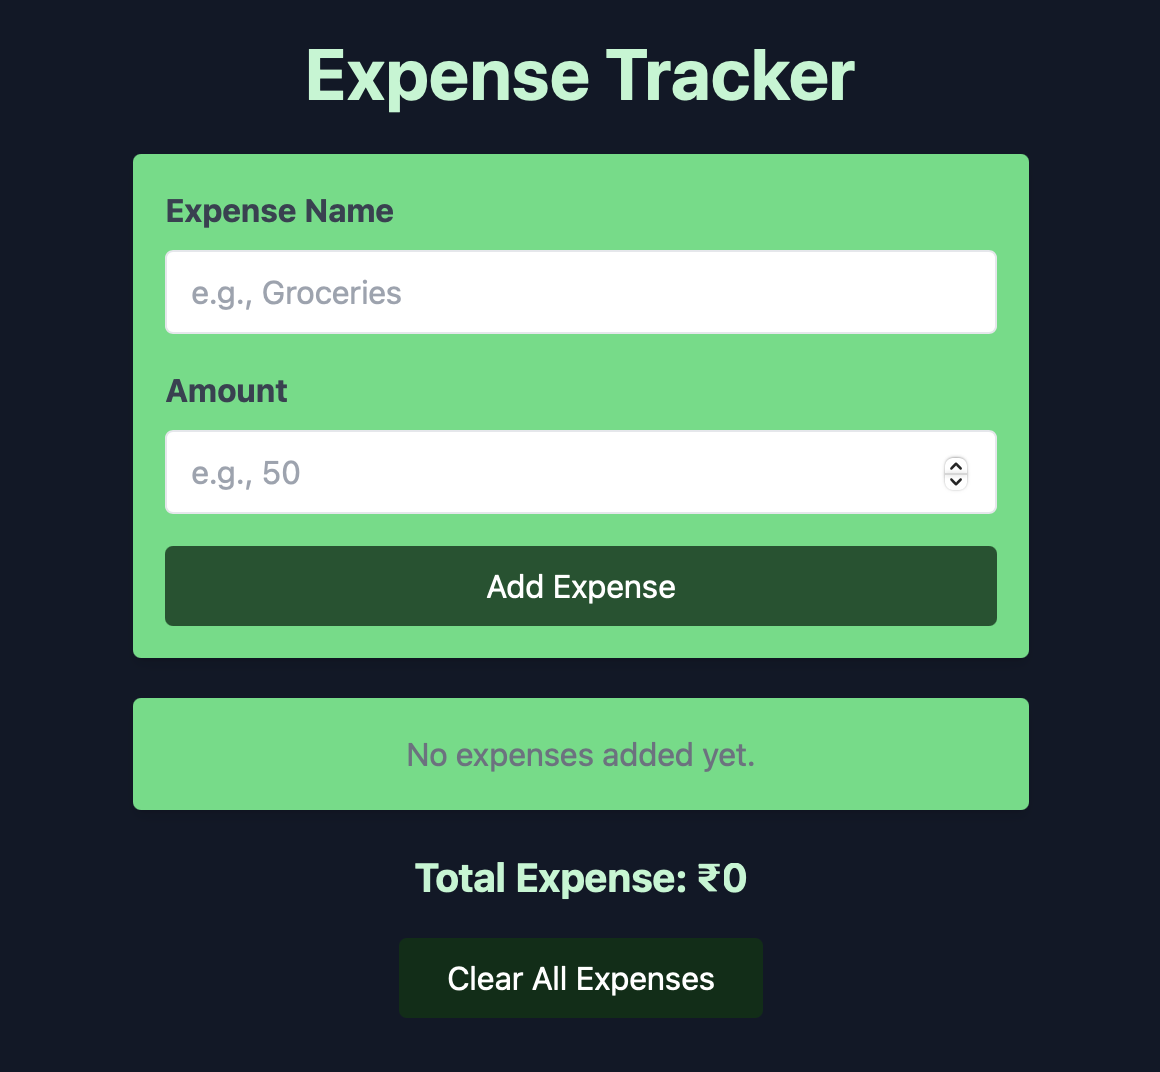 Expense Tracker
Expense Name
e.g., Groceries
Amount
e.g., 50
Add Expense
No expenses added yet.
Total Expense: ₹0
Clear All Expenses